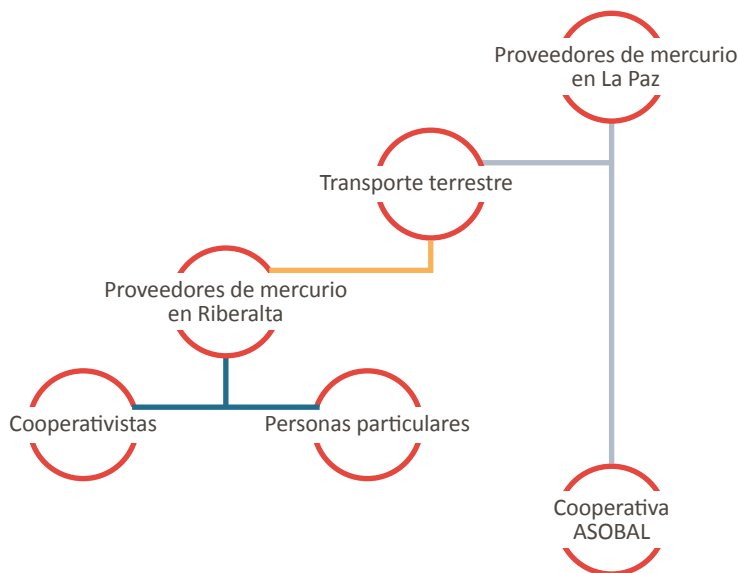 Proveedores de mercurio
en La Paz
Transporte terrestre
Proveedores de mercurio
en Riberalta
Cooperativistas
Personas particulares
Cooperativa
ASOBAL